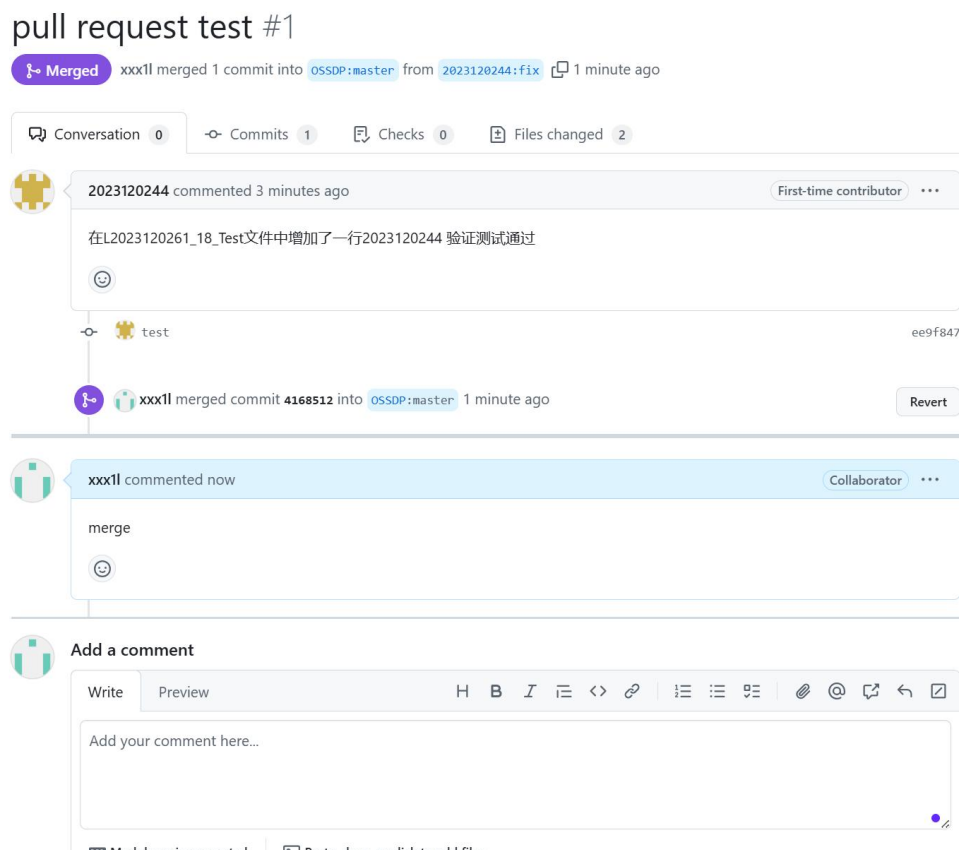 pull request test #1
Merged xxx1l merged 1 commit into OSSDP:master from 2023120244:fix 1 minute ago
Conversation 0 Commits 1 Checks 0 Files changed 2
2023120244 commented 3 minutes ago First-time contributor
在L2023120261_18_Test文件中增加了一行2023120244 验证测试通过
test ee9f847
xxx1l merged commit 4168512 into OSSDP:master 1 minute ago Revert
xxx1l commented now Collaborator
merge
Add a comment
Write Preview
Add your comment here...